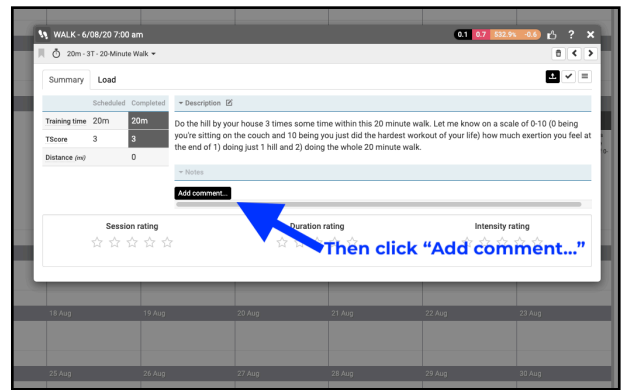 WALK - 6/08/20 7:00 am
0.1 0.7 532.9% -0.6 ? ×
20m - 3T - 20-Minute Walk
Summary Load
Scheduled Completed
Training time 20m 20m
TScore 3 3
Distance (mi) 0
Description
Do the hill by your house 3 times some time within this 20 minute walk. Let me know on a scale of 0-10 (0 being
you're sitting on the couch and 10 being you just did the hardest workout of your life) how much exertion you feel at
the end of 1) doing just 1 hill and 2) doing the whole 20 minute walk.
Notes
Add comment...
Session rating Duration rating Intensity rating
Then click “Add comment...”
18 Aug 19 Aug 20 Aug 21 Aug 22 Aug 23 Aug
25 Aug 26 Aug 27 Aug 28 Aug 29 Aug 30 Aug